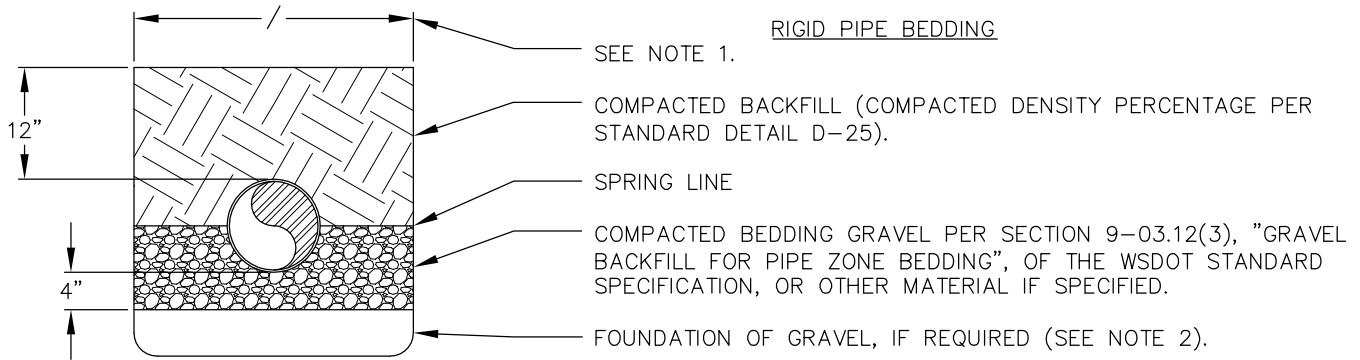 RIGID PIPE BEDDING
SEE NOTE 1.
COMPACTED BACKFILL (COMPACTED DENSITY PERCENTAGE PER
STANDARD DETAIL D-25).
12"
SPRING LINE
COMPACTED BEDDING GRAVEL PER SECTION 9-03.12(3), "GRAVEL
BACKFILL FOR PIPE ZONE BEDDING", OF THE WSDOT STANDARD
SPECIFICATION, OR OTHER MATERIAL IF SPECIFIED.
4"
FOUNDATION OF GRAVEL, IF REQUIRED (SEE NOTE 2).